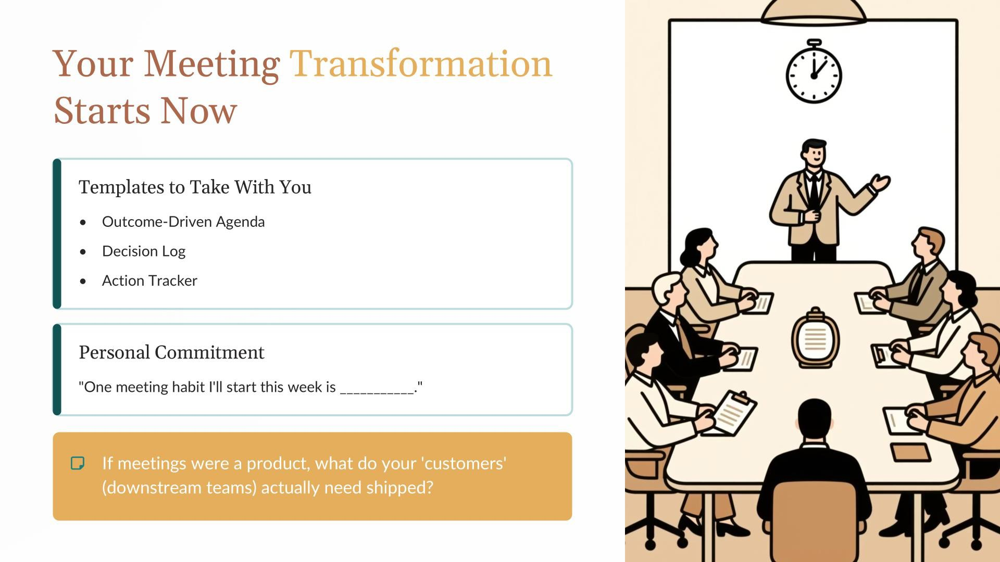 Your Meeting Transformation
Starts Now
Templates to Take With You
• Outcome-Driven Agenda
• Decision Log
• Action Tracker
Personal Commitment
"One meeting habit I'll start this week is ___________."
If meetings were a product, what do your 'customers'
(downstream teams) actually need shipped?